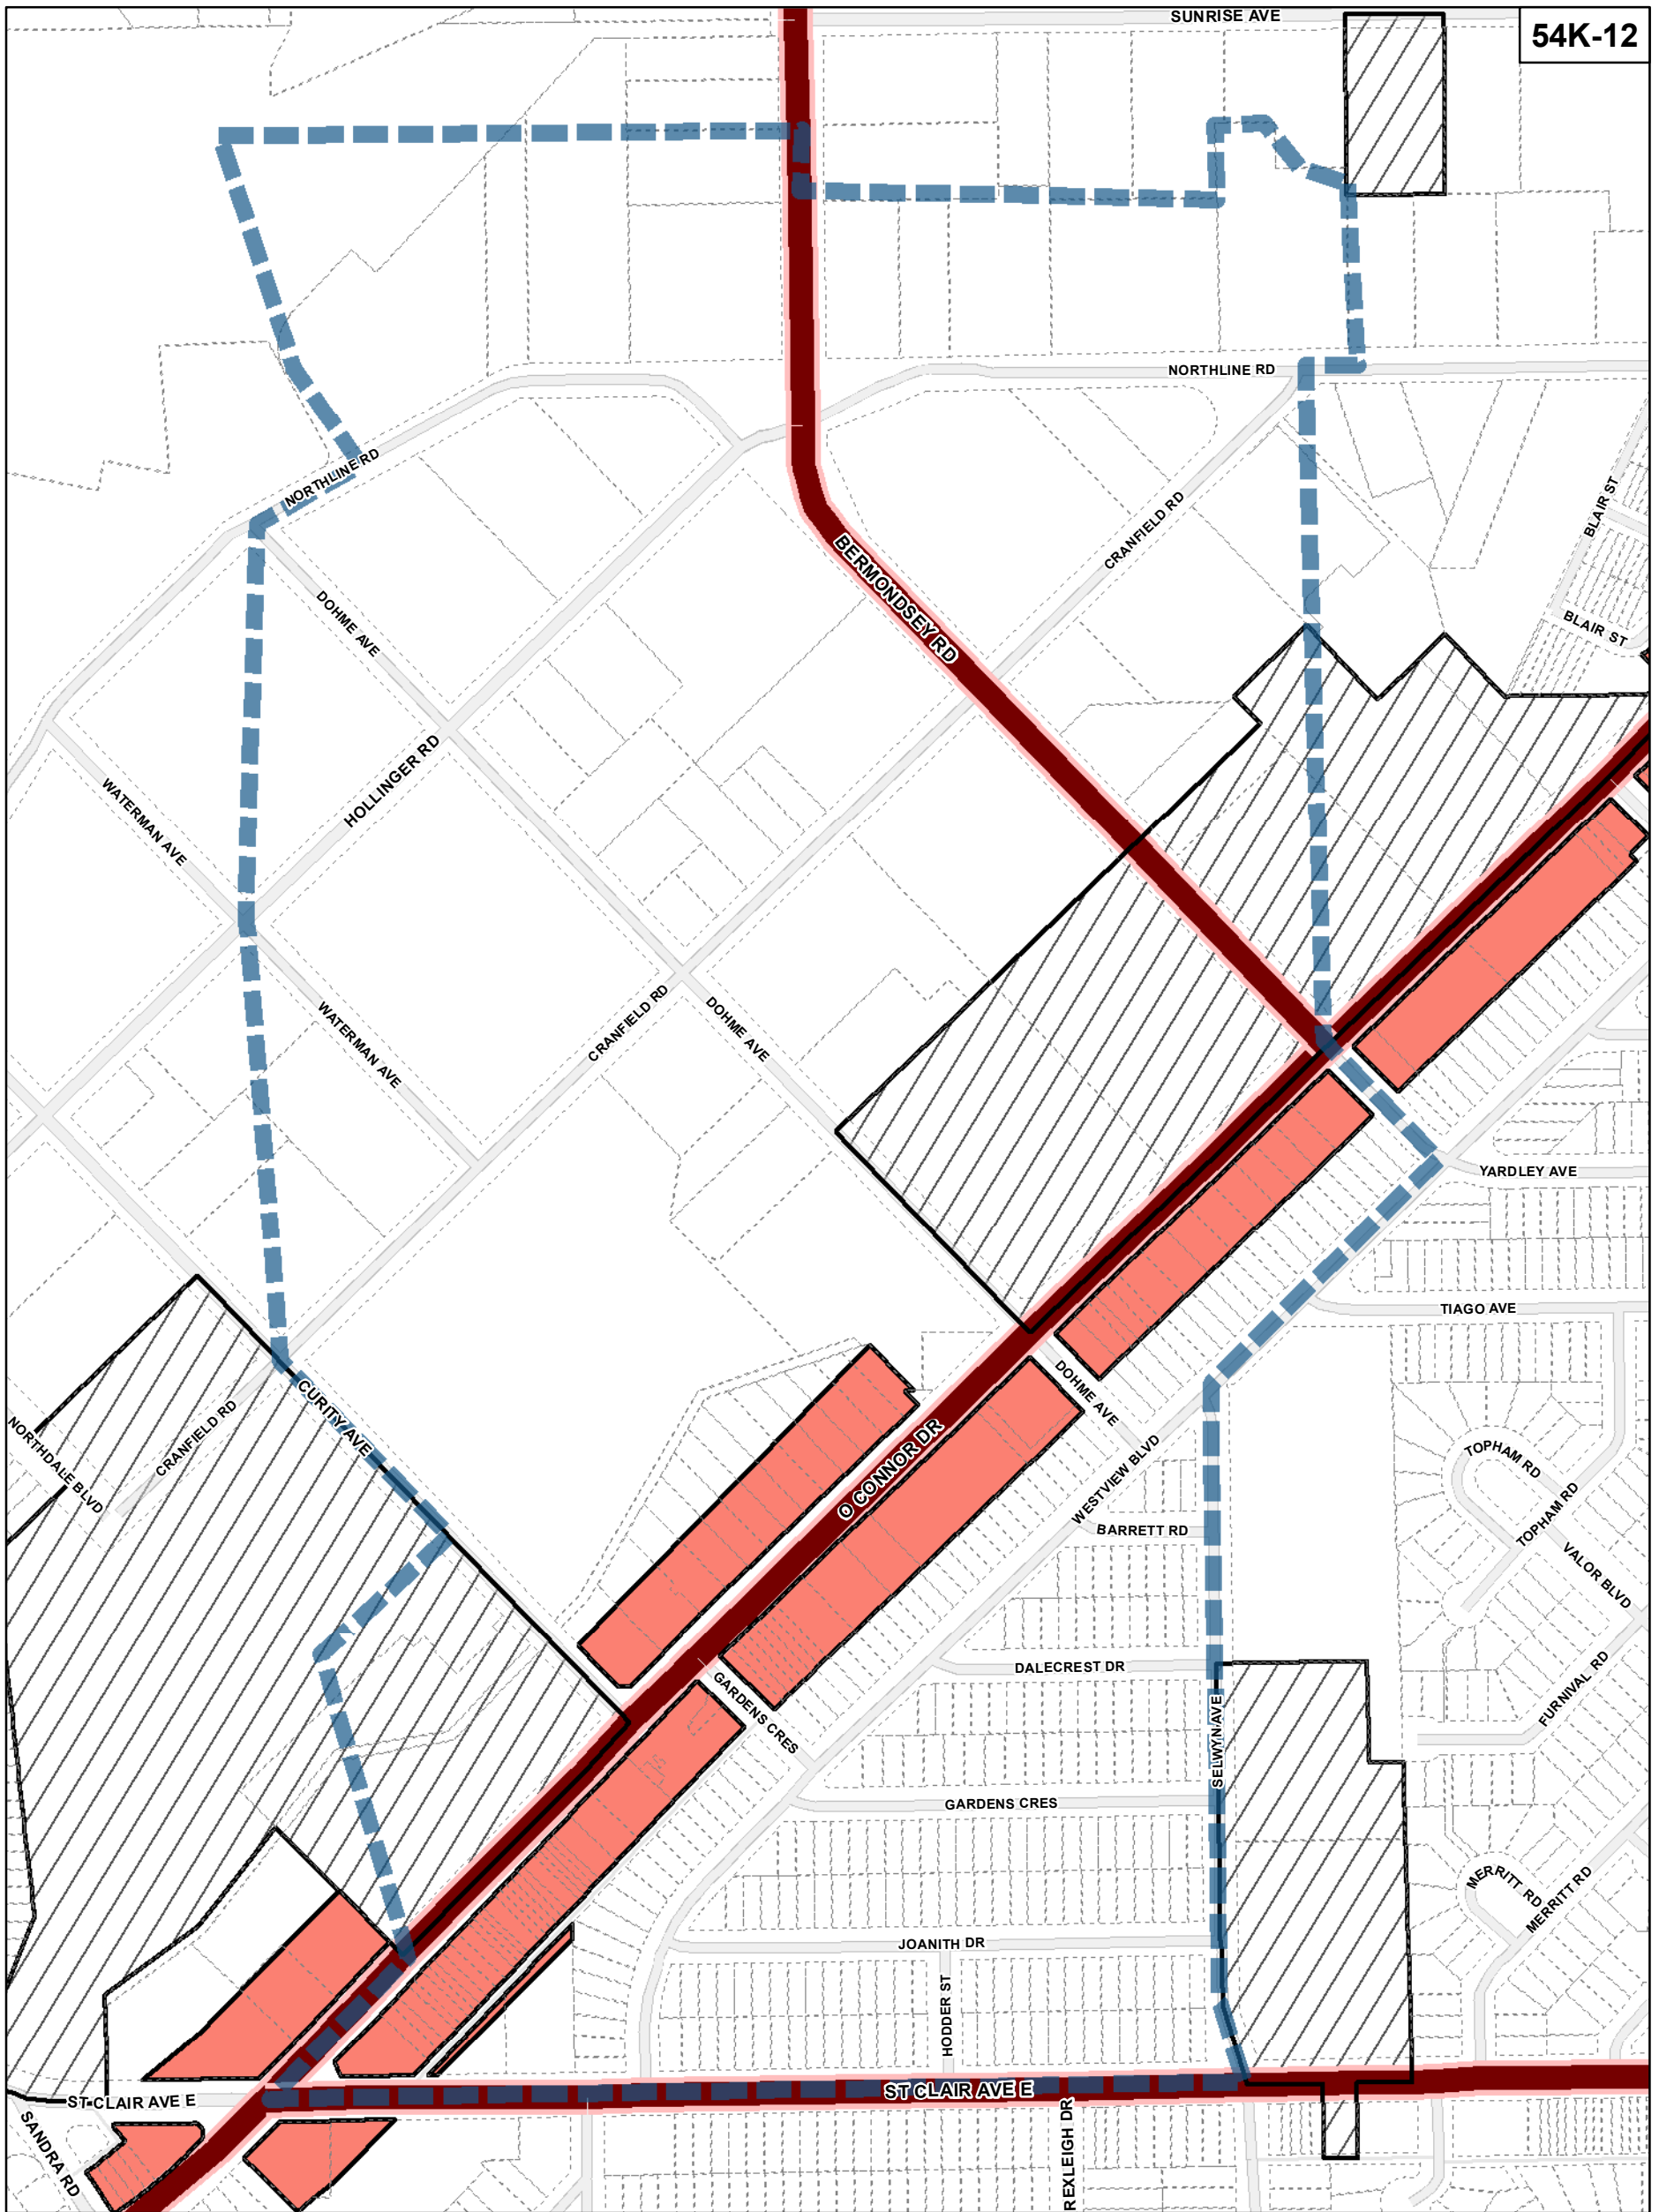 SUNRISE AVE
54K-12
NORTHLINE RD
NORTHLINE RD
BLAIR ST
CRANFIELD RD
BERMONDSEY RD
DOHME AVE
BLAIR ST
HOLLINGER RD
WATERMAN AVE
CRANFIELD RD
DOHME AVE
WATERMAN AVE
YARDLEY AVE
TIAGO AVE
CURITY AVE
DOHME AVE
CRANFIELD RD
NORTHDALE BLVD
O CONNOR DR
WESTVIEW BLVD
TOPHAM RD
TOPHAM RD
BARRETT RD
VALOR BLVD
DALECREST DR
FURNIVAL RD
GARDENS CRES
SELWYN AVE
GARDENS CRES
MERRITT RD
MERRITT RD
JOANITH DR
HODDER ST
ST CLAIR AVE E
ST CLAIR AVE E
SANDRA RD
REXLEIGH DR